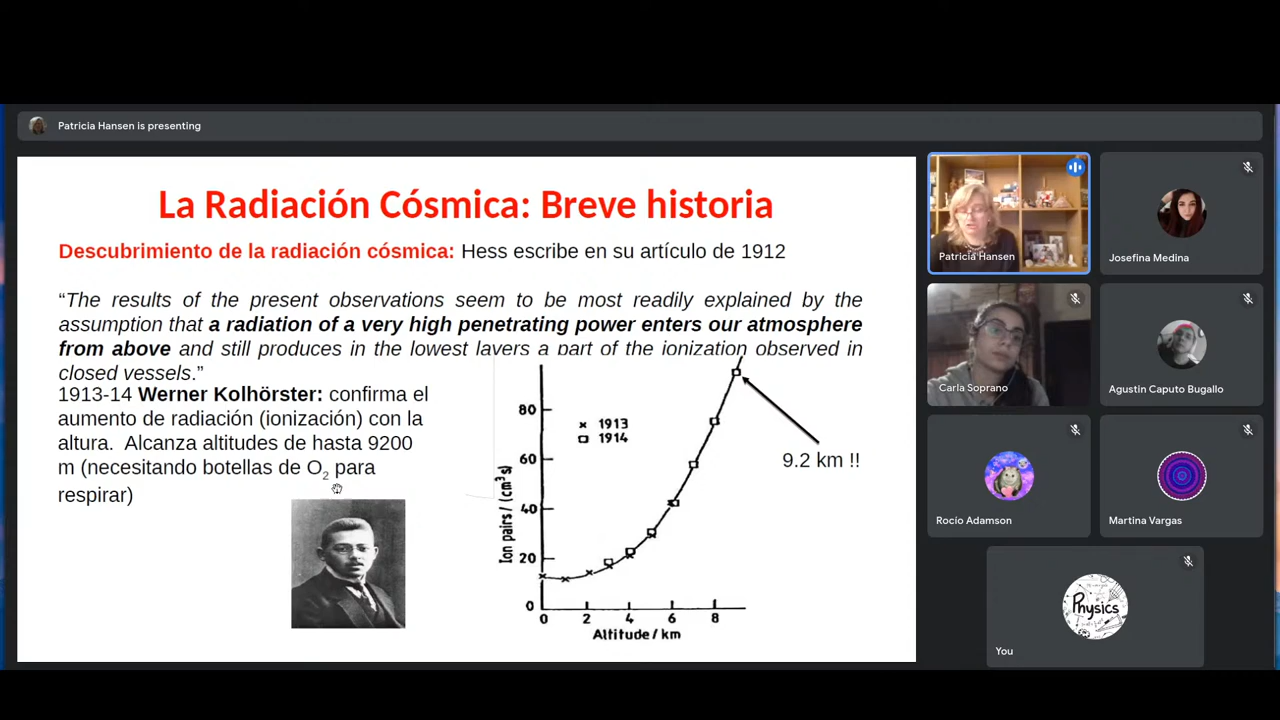 Patricia Hansen is presenting
La Radiación Cósmica: Breve historia
Descubrimiento de la radiación cósmica: Hess escribe en su artículo de 1912
“The results of the present observations seem to be most readily explained by the
assumption that a radiation of a very high penetrating power enters our atmosphere
from above and still produces in the lowest layers a part of the ionization observed in
closed vessels.”
1913-14 Werner Kolhörster: confirma el
aumento de radiación (ionización) con la
altura. Alcanza altitudes de hasta 9200
m (necesitando botellas de O2 para
respirar)
Ion pairs / (cm³s)
80
60
40
20
0
× 1913
□ 1914
9.2 km !!
0 2 4 6 8
Altitude / km
Patricia Hansen
Josefina Medina
Carla Soprano
Agustin Caputo Bugallo
Rocío Adamson
Martina Vargas
Physics
You